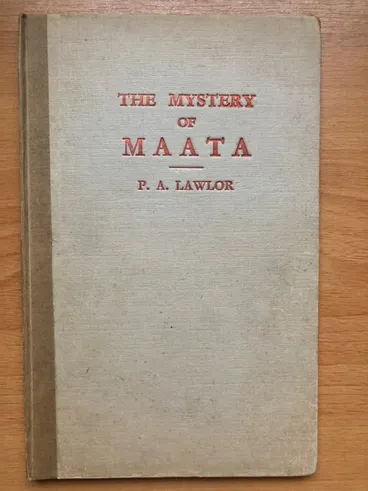 THE MYSTERY
OF
MAATA
P. A. LAWLOR